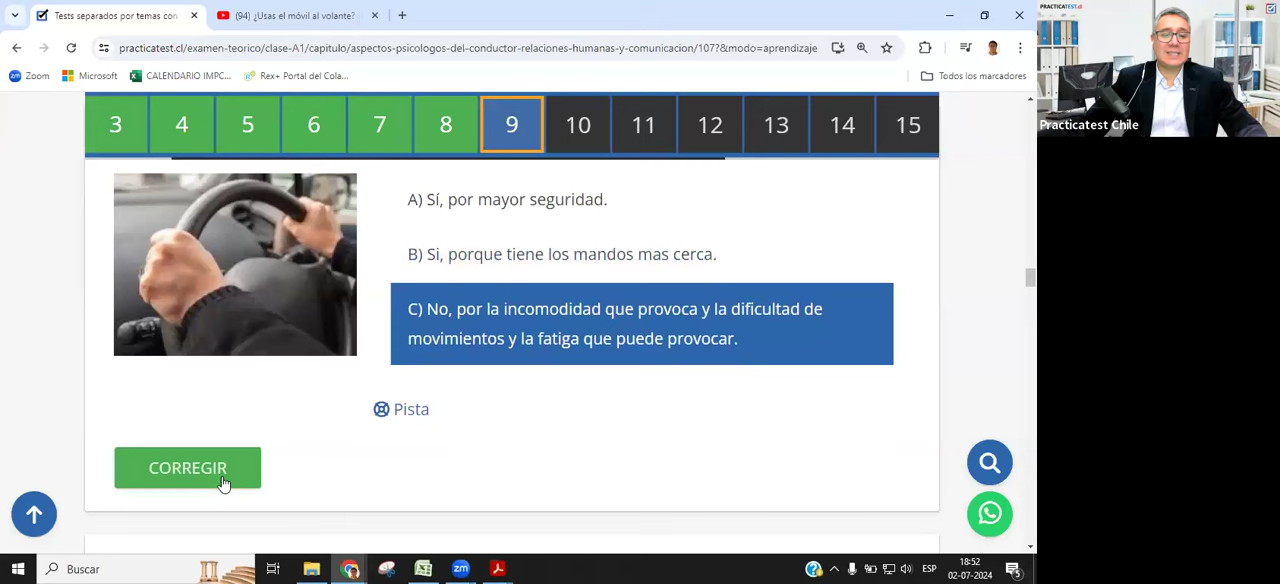 Tests separados por temas con
(94) ¿Usas el móvil al volante?
practicatest.cl/examen-teorico/clase-A1/capitulo/aspectos-psicologos-del-conductor-relaciones-humanas-y-comunicacion/107?&modo=aprendizaje
Zoom
Microsoft
CALENDARIO IMPC...
Rex+ Portal del Cola...
Todos los marcadores
3 4 5 6 7 8 9 10 11 12 13 14 15
A) Sí, por mayor seguridad.
B) Si, porque tiene los mandos mas cerca.
C) No, por la incomodidad que provoca y la dificultad de
movimientos y la fatiga que puede provocar.
Pista
CORREGIR
PRACTICATEST.CL
Practicatest Chile
Buscar
ESP
18:52
02-07-2024
5